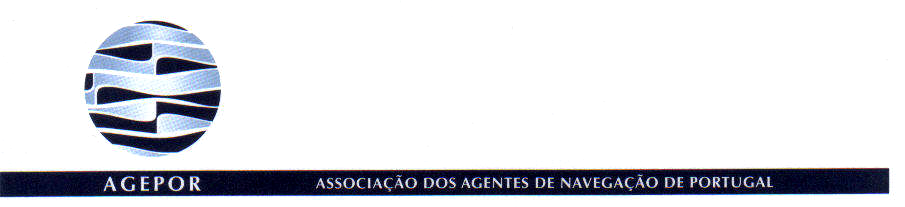 AGEPOR ASSOCIAÇÃO DOS AGENTES DE NAVEGAÇÃO DE PORTUGAL